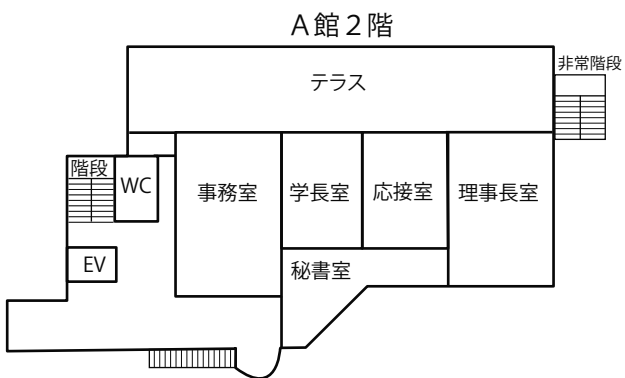 A館2階
非常階段
テラス
階段
WC
事務室
学長室
応接室
理事長室
EV
秘書室